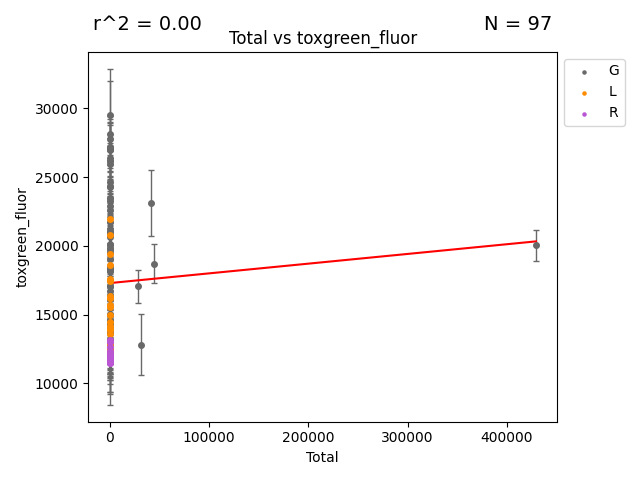 r^2 = 0.00
N = 97
Total vs toxgreen_fluor
G
L
R
30000
25000
20000
15000
10000
toxgreen_fluor
0
100000
200000
300000
400000
Total